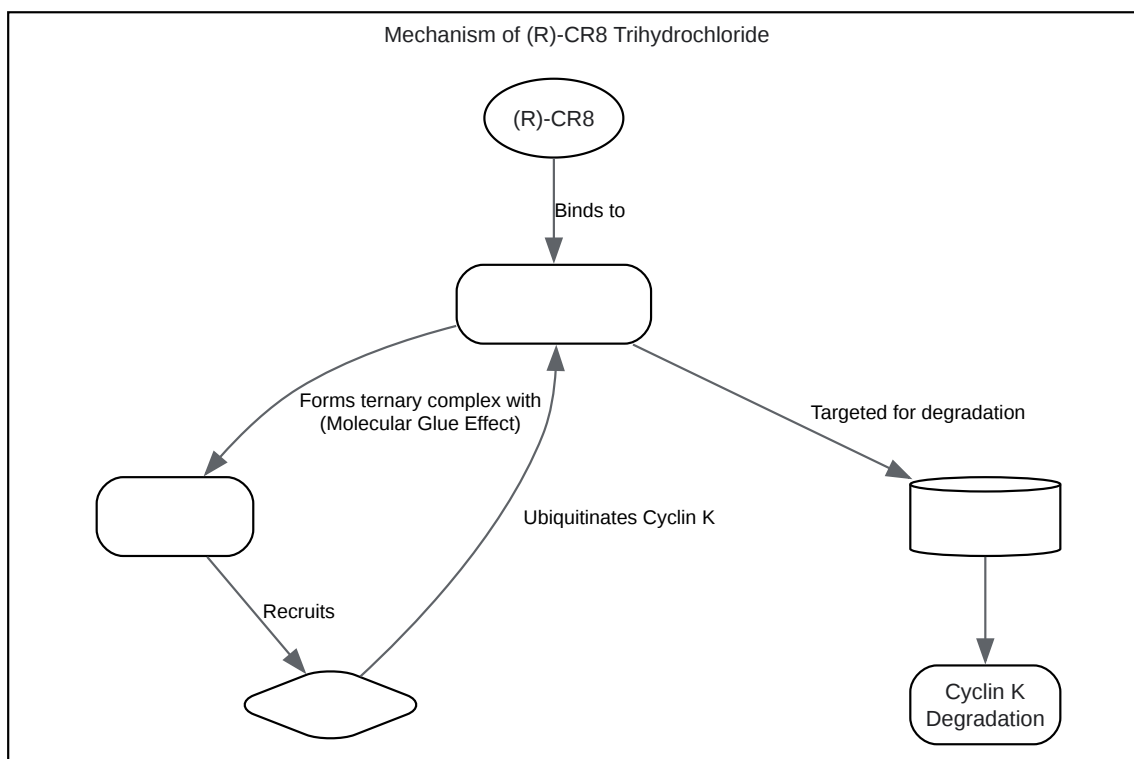 Mechanism of (R)-CR8 Trihydrochloride
(R)-CR8
Binds to
Forms ternary complex with
(Molecular Glue Effect)
Targeted for degradation
Ubiquitinates Cyclin K
Recruits
Cyclin K
Degradation